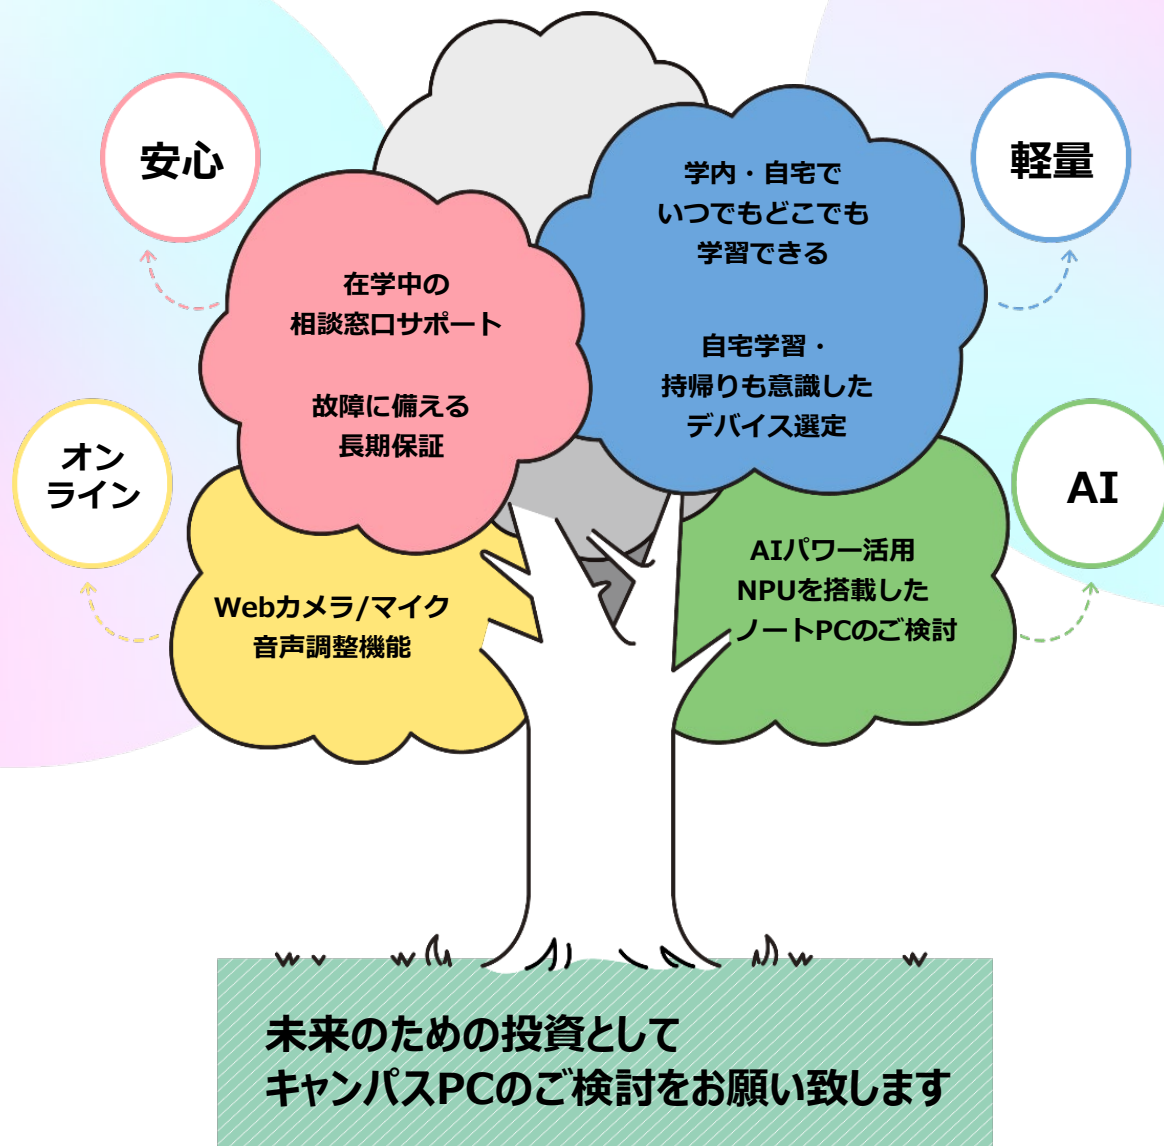 安心
在学中の
相談窓口サポート
故障に備える
長期保証
軽量
学内・自宅で
いつでもどこでも
学習できる
自宅学習・
持帰りも意識した
デバイス選定
オン
ライン
Webカメラ/マイク
音声調整機能
AI
AIパワー活用
NPUを搭載した
ノートPCのご検討
未来のための投資として
キャンパスPCのご検討をお願い致します